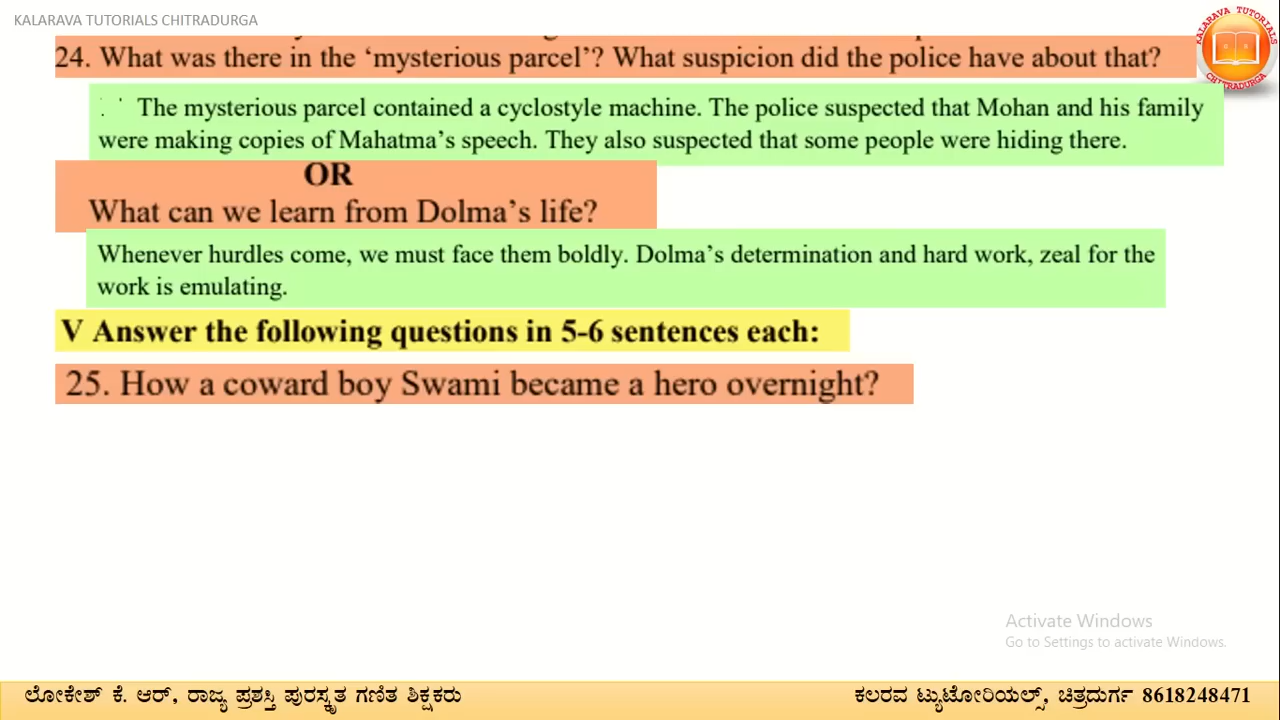 KALARAVA TUTORIALS CHITRADURGA
KALARAVA TUTORIALS
CHITRADURGA
24. What was there in the ‘mysterious parcel’? What suspicion did the police have about that?
The mysterious parcel contained a cyclostyle machine. The police suspected that Mohan and his family
were making copies of Mahatma’s speech. They also suspected that some people were hiding there.
OR
What can we learn from Dolma’s life?
Whenever hurdles come, we must face them boldly. Dolma’s determination and hard work, zeal for the
work is emulating.
V Answer the following questions in 5-6 sentences each:
25. How a coward boy Swami became a hero overnight?
Activate Windows
Go to Settings to activate Windows.
ಲೋಕೇಶ್ ಕೆ. ಆರ್, ರಾಜ್ಯ ಪ್ರಶಸ್ತಿ ಪುರಸ್ಕೃತ ಗಣಿತ ಶಿಕ್ಷಕರು
ಕಲರವ ಟ್ಯುಟೋರಿಯಲ್ಸ್, ಚಿತ್ರದುರ್ಗ 8618248471